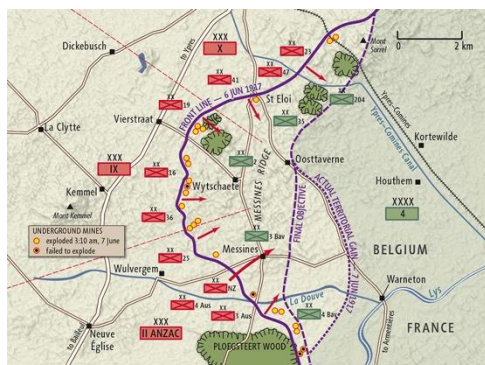 XX
23
Mont
Sorrel
0
2 km
to Ypres
XXX
X
Dickebusch
XX
41
XX
47
FRONT LINE — 6 JUN 1917
St Eloi
XX
204
Ypres-Comines
XX
19
Vierstraat
XX
35
Ypres-Comines Canal
La Clytte
Kortewilde
XXX
IX
XX
16
XX
2
MESSINES RIDGE
Oosttaverne
Kemmel
Wytschaete
Houthem
Mont Kemmel
XX
36
XXXX
4
UNDERGROUND MINES
exploded 3:10 am, 7 June
failed to explode
XX
3 Bav
FINAL OBJECTIVE
ACTUAL TERRITORIAL GAIN — 7 JUN 1917
BELGIUM
XX
25
Messines
Wulvergem
Warneton
Lys
XX
NZ
La Douve
XX
4 Aus
XX
3 Aus
XX
4 Bav
XXX
II ANZAC
to Bailleul
Neuve
Église
PLOEGSTEERT WOOD
to Armentières
FRANCE